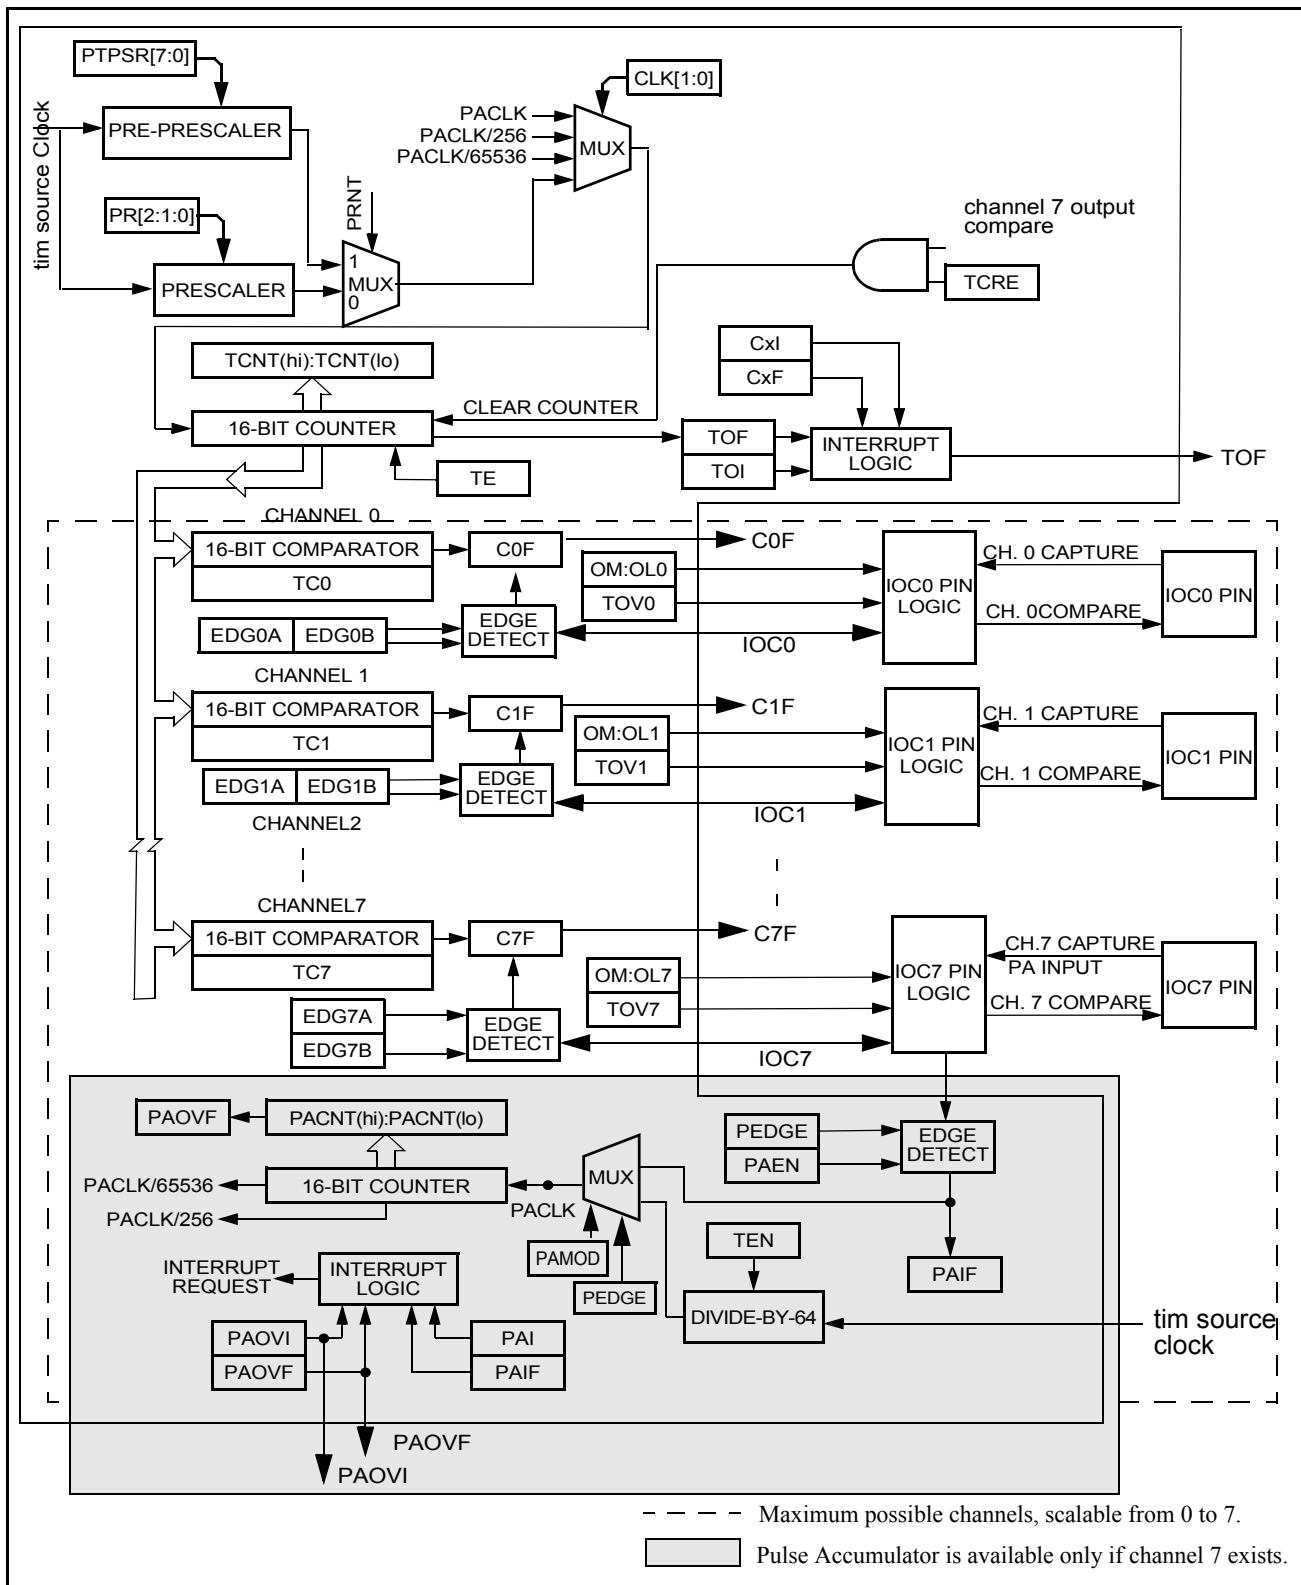 PTPSR[7:0]
CLK[1:0]
tim source Clock
PRE-PRESCALER
PACLK
PACLK/256
PACLK/65536
MUX
PR[2:1:0]
PRNT
channel 7 output
compare
PRESCALER
1
MUX
0
TCRE
TCNT(hi):TCNT(lo)
CxI
CxF
CLEAR COUNTER
16-BIT COUNTER
TOF
TOI
INTERRUPT
LOGIC
TOF
TE
CHANNEL 0
16-BIT COMPARATOR
TC0
C0F
C0F
OM:OL0
TOV0
IOC0 PIN
LOGIC
CH. 0 CAPTURE
CH. 0COMPARE
IOC0 PIN
EDG0A
EDG0B
EDGE
DETECT
IOC0
CHANNEL 1
16-BIT COMPARATOR
TC1
C1F
C1F
OM:OL1
TOV1
IOC1 PIN
LOGIC
CH. 1 CAPTURE
CH. 1 COMPARE
IOC1 PIN
EDG1A
EDG1B
EDGE
DETECT
IOC1
CHANNEL2
CHANNEL7
16-BIT COMPARATOR
TC7
C7F
C7F
OM:OL7
TOV7
IOC7 PIN
LOGIC
CH.7 CAPTURE
PA INPUT
CH. 7 COMPARE
IOC7 PIN
EDG7A
EDG7B
EDGE
DETECT
IOC7
PAOVF
PACNT(hi):PACNT(lo)
PEDGE
PAEN
EDGE
DETECT
MUX
PACLK/65536
16-BIT COUNTER
PACLK
PACLK/256
TEN
PAMOD
INTERRUPT
REQUEST
INTERRUPT
LOGIC
PEDGE
PAIF
DIVIDE-BY-64
tim source
clock
PAOVI
PAOVF
PAI
PAIF
PAOVF
PAOVI
Maximum possible channels, scalable from 0 to 7.
Pulse Accumulator is available only if channel 7 exists.